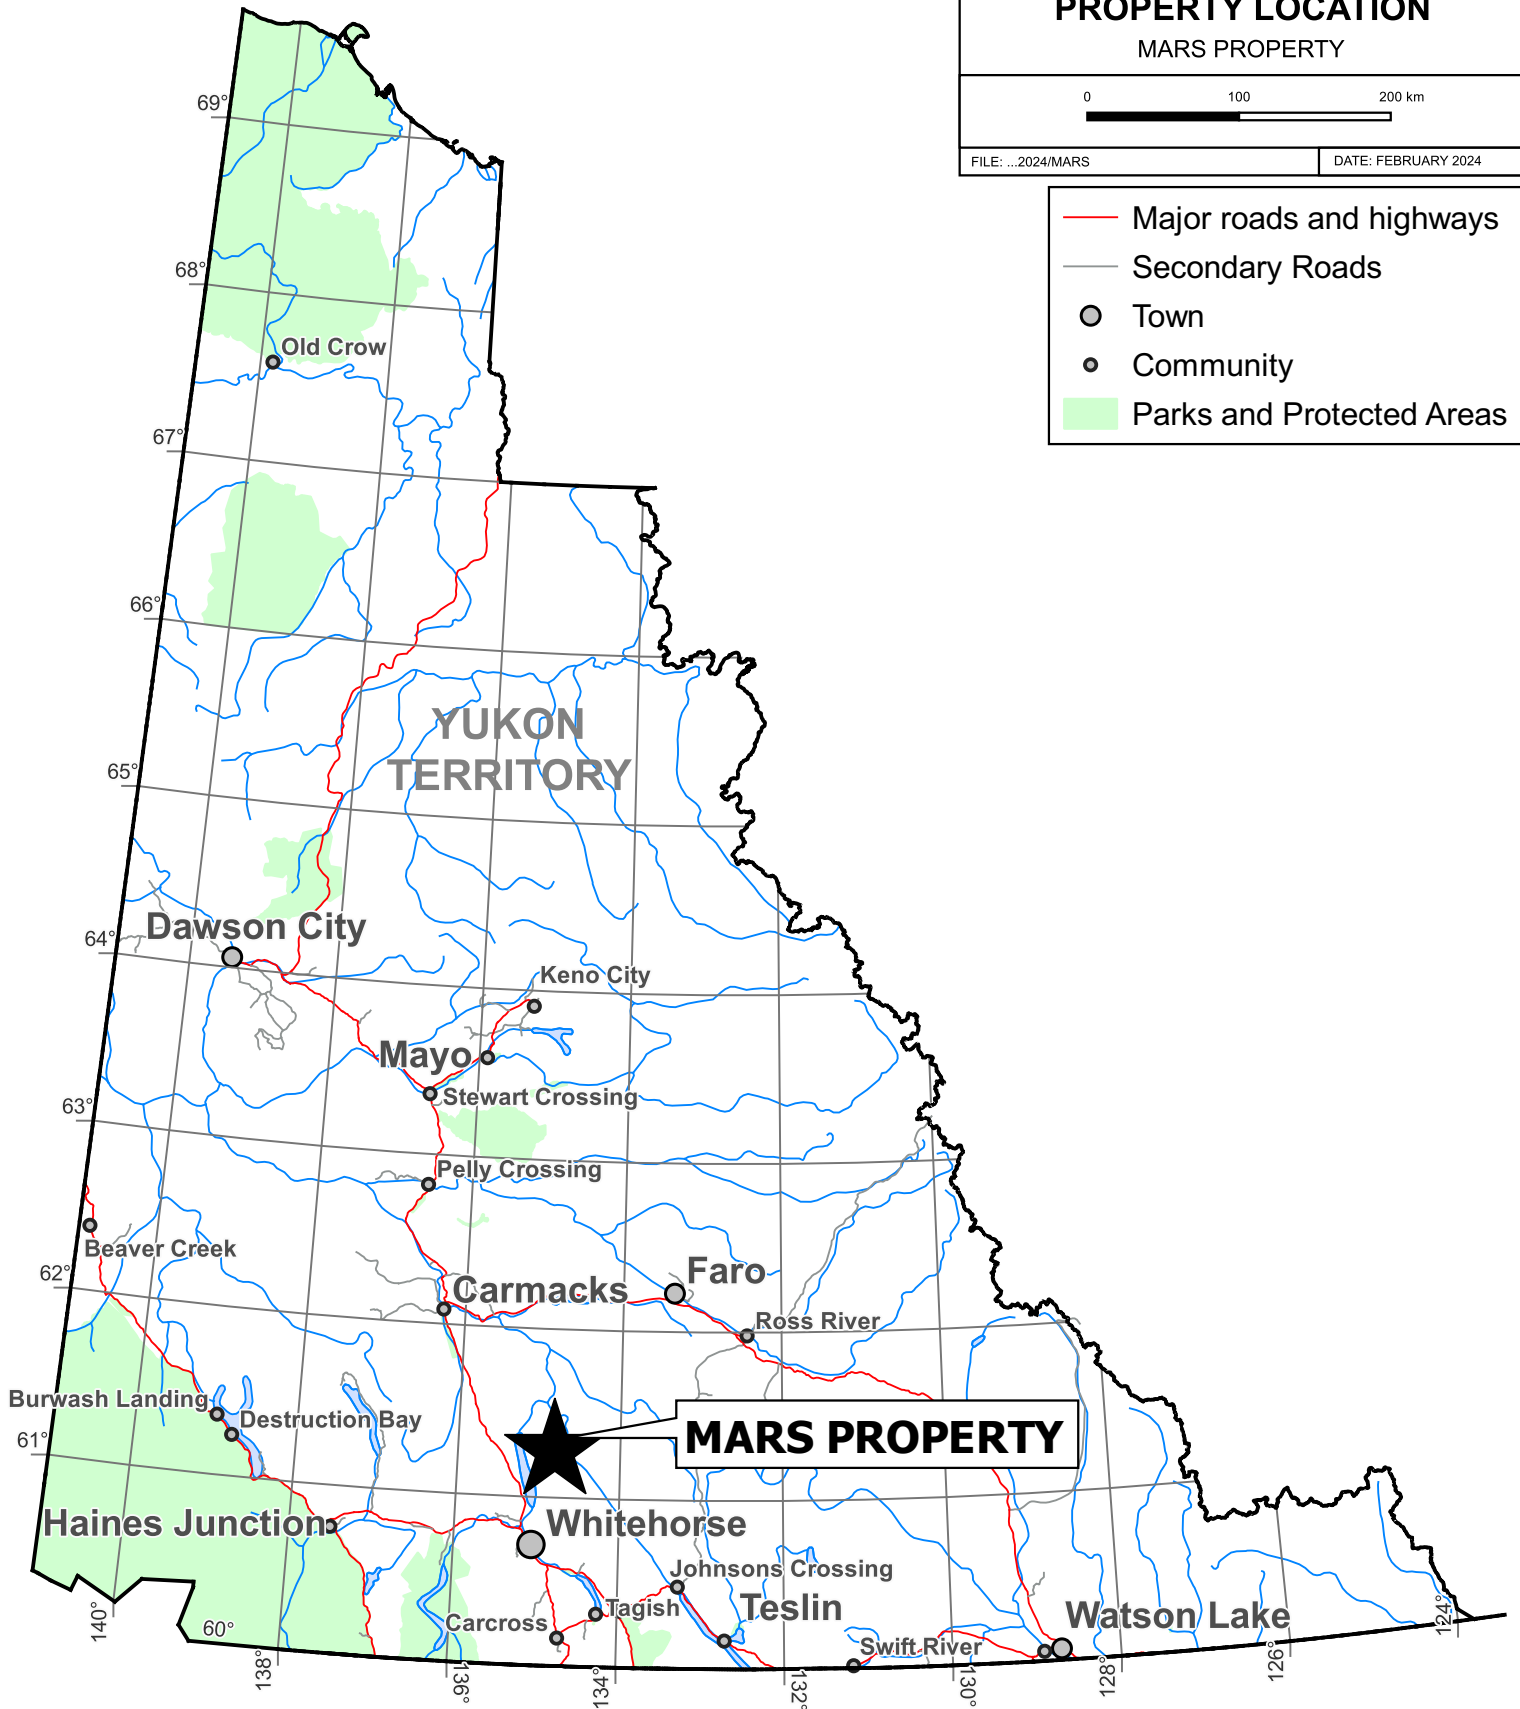 PROPERTY LOCATION
MARS PROPERTY
0 100 200 km
FILE: ...2024/MARS
DATE: FEBRUARY 2024
Major roads and highways
Secondary Roads
Town
Community
Parks and Protected Areas
69°
68°
Old Crow
67°
66°
YUKON
TERRITORY
65°
Dawson City
64°
Keno City
Mayo
Stewart Crossing
63°
Pelly Crossing
Beaver Creek
62°
Carmacks
Faro
Ross River
Burwash Landing
Destruction Bay
61°
MARS PROPERTY
Haines Junction
Whitehorse
Johnsons Crossing
Tagish
Teslin
Carcross
Swift River
Watson Lake
60°
140°
138°
136°
134°
132°
130°
128°
126°
124°